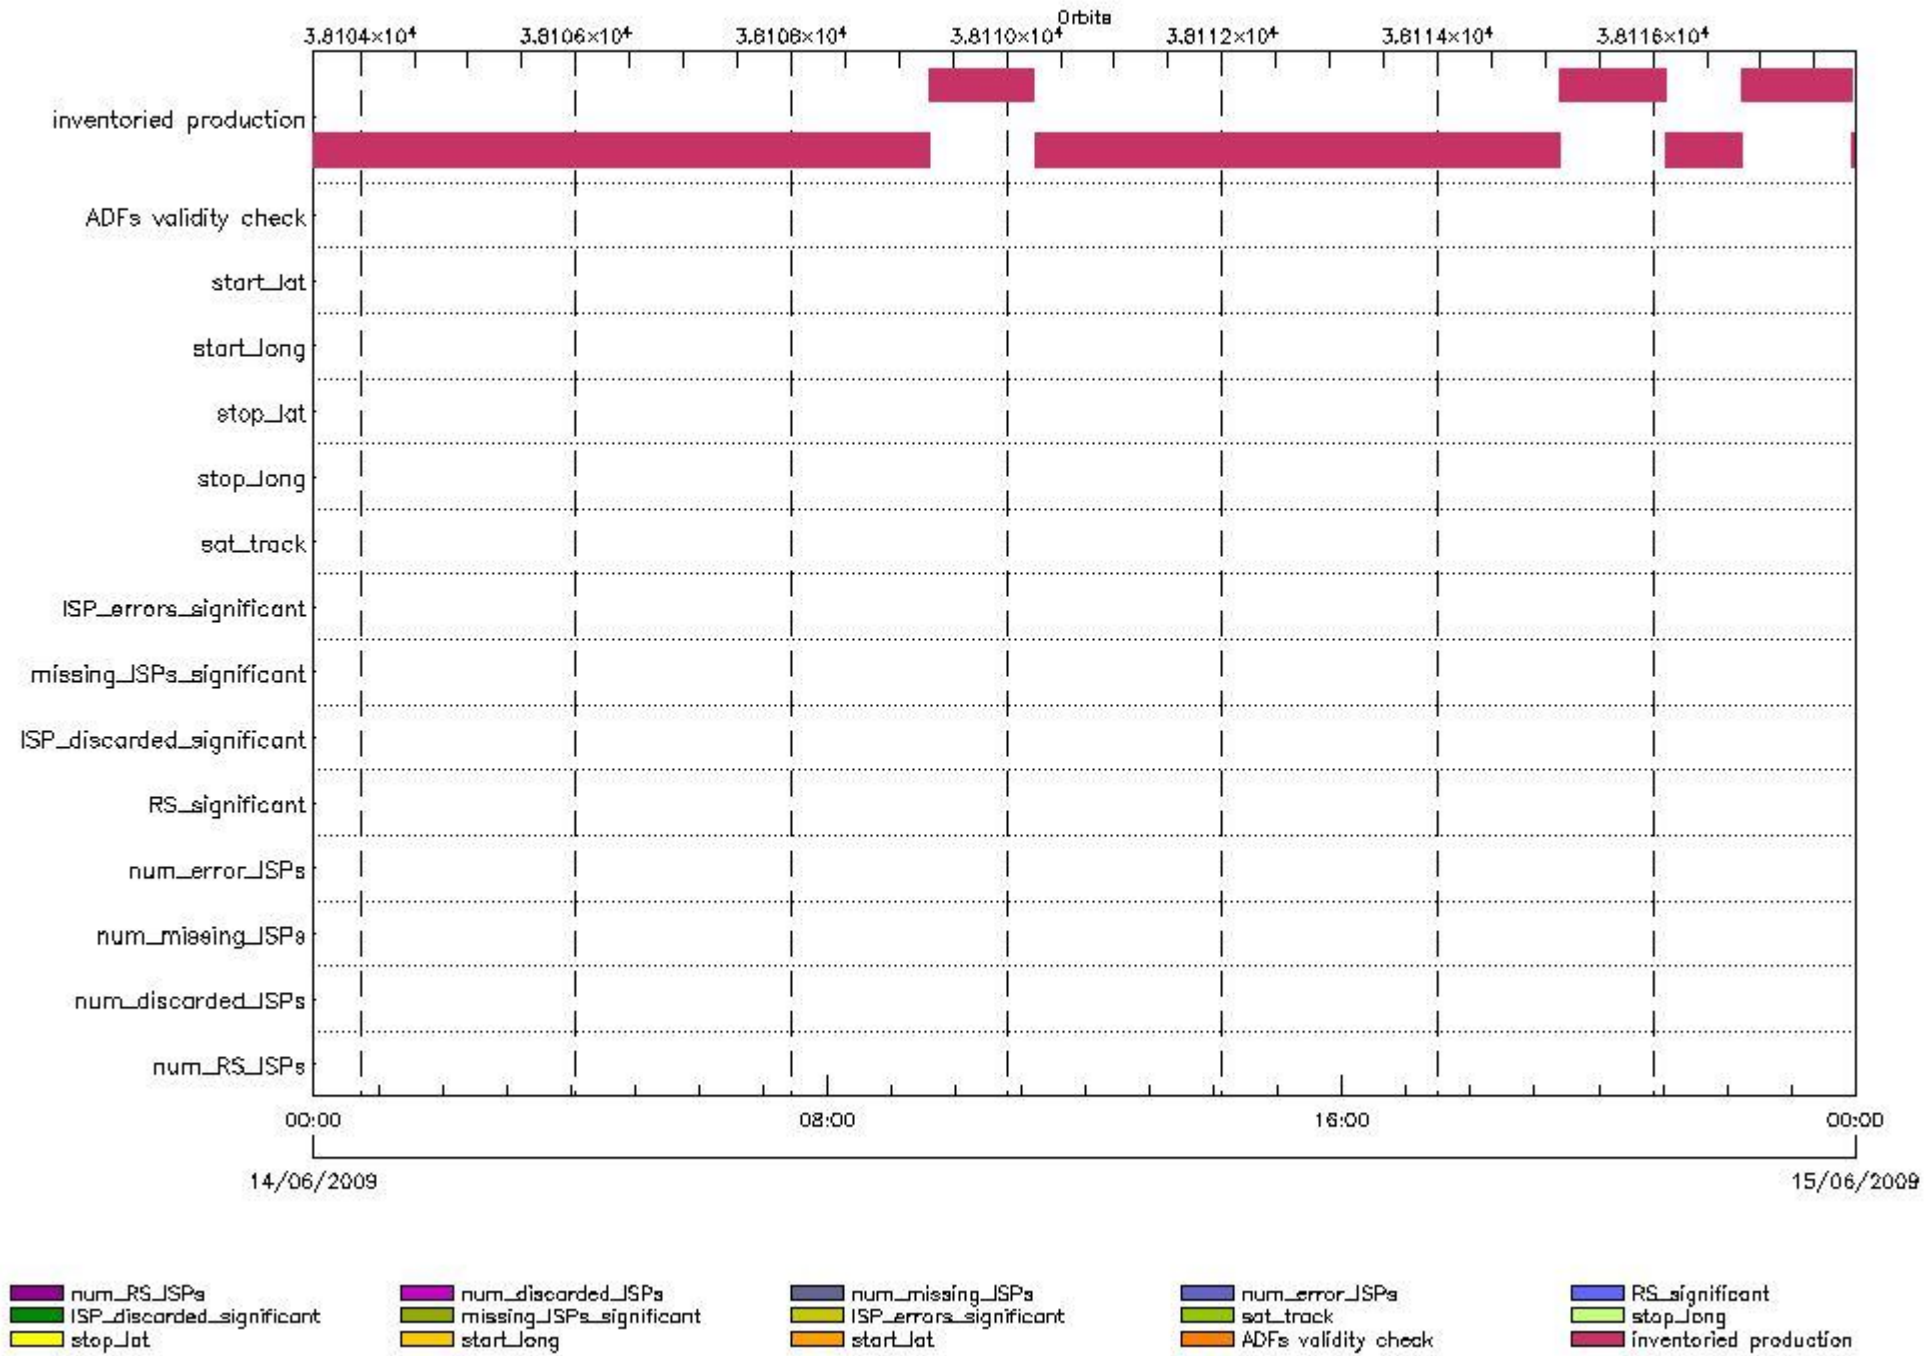 Orbits
3.8104×10⁴ 3.8106×10⁴ 3.8108×10⁴ 3.8110×10⁴ 3.8112×10⁴ 3.8114×10⁴ 3.8116×10⁴
inventoried production
ADFs validity check
start_lat
start_long
stop_lat
stop_long
sat_track
ISP_errors_significant
missing_ISPs_significant
ISP_discarded_significant
RS_significant
num_error_ISPs
num_missing_ISPs
num_discarded_ISPs
num_RS_ISPs
00:00 08:00 16:00 00:00
14/06/2009 15/06/2009
num_RS_ISPs num_discarded_ISPs num_missing_ISPs num_error_ISPs RS_significant
ISP_discarded_significant missing_ISPs_significant ISP_errors_significant sat_track stop_long
stop_lat start_long start_lat ADFs validity check inventoried production